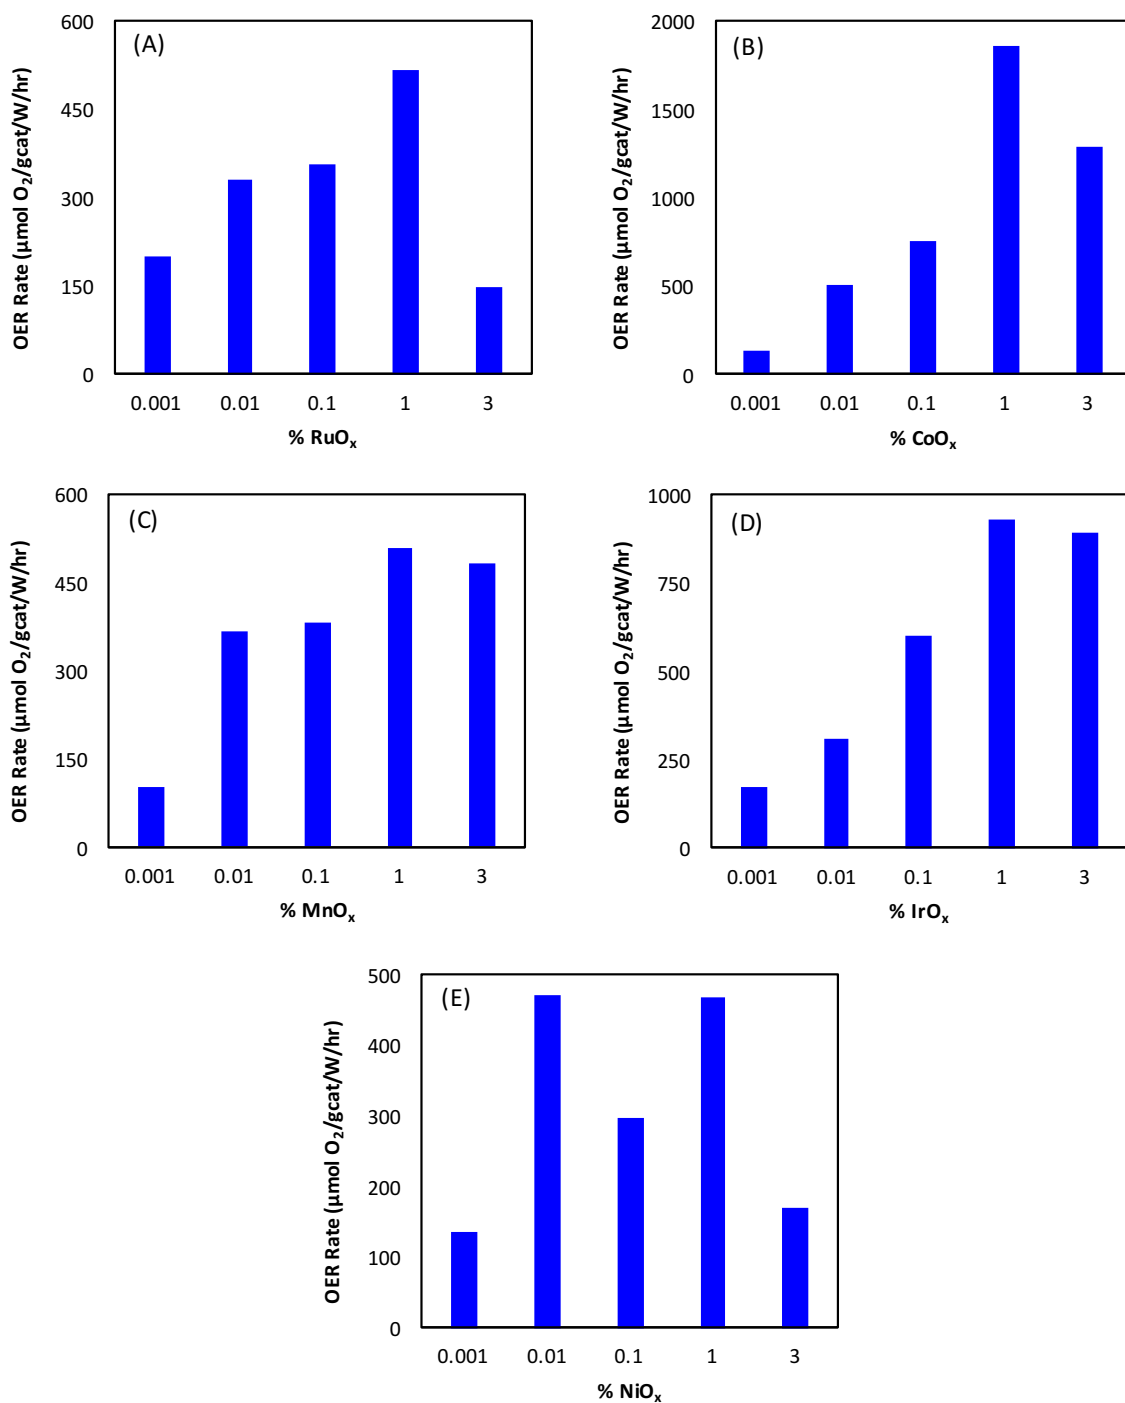 (A)
OER Rate (µmol O₂/gcat/W/hr)
600
450
300
150
0
0.001 0.01 0.1 1 3
% RuOₓ
(B)
OER Rate (µmol O₂/gcat/W/hr)
2000
1500
1000
500
0
0.001 0.01 0.1 1 3
% CoOₓ
(C)
OER Rate (µmol O₂/gcat/W/hr)
600
450
300
150
0
0.001 0.01 0.1 1 3
% MnOₓ
(D)
OER Rate (µmol O₂/gcat/W/hr)
1000
750
500
250
0
0.001 0.01 0.1 1 3
% IrOₓ
(E)
OER Rate (µmol O₂/gcat/W/hr)
500
400
300
200
100
0
0.001 0.01 0.1 1 3
% NiOₓ